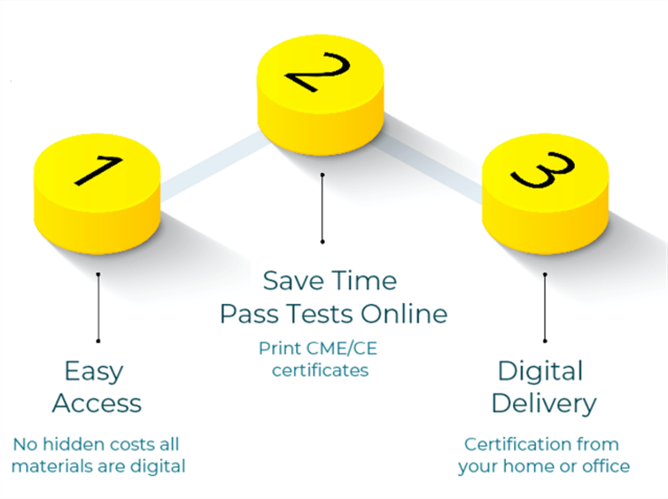 1
Easy
Access
No hidden costs all
materials are digital
2
Save Time
Pass Tests Online
Print CME/CE
certificates
3
Digital
Delivery
Certification from
your home or office